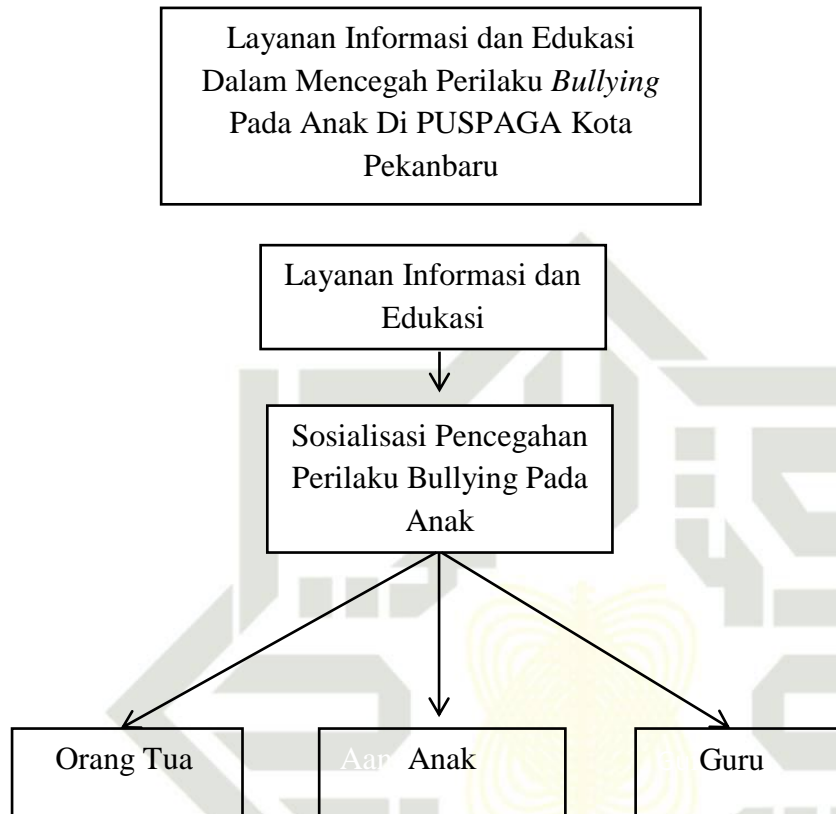 Layanan Informasi dan Edukasi
Dalam Mencegah Perilaku Bullying
Pada Anak Di PUSPAGA Kota
Pekanbaru
Layanan Informasi dan
Edukasi
Sosialisasi Pencegahan
Perilaku Bullying Pada
Anak
Orang Tua
Anak
Guru